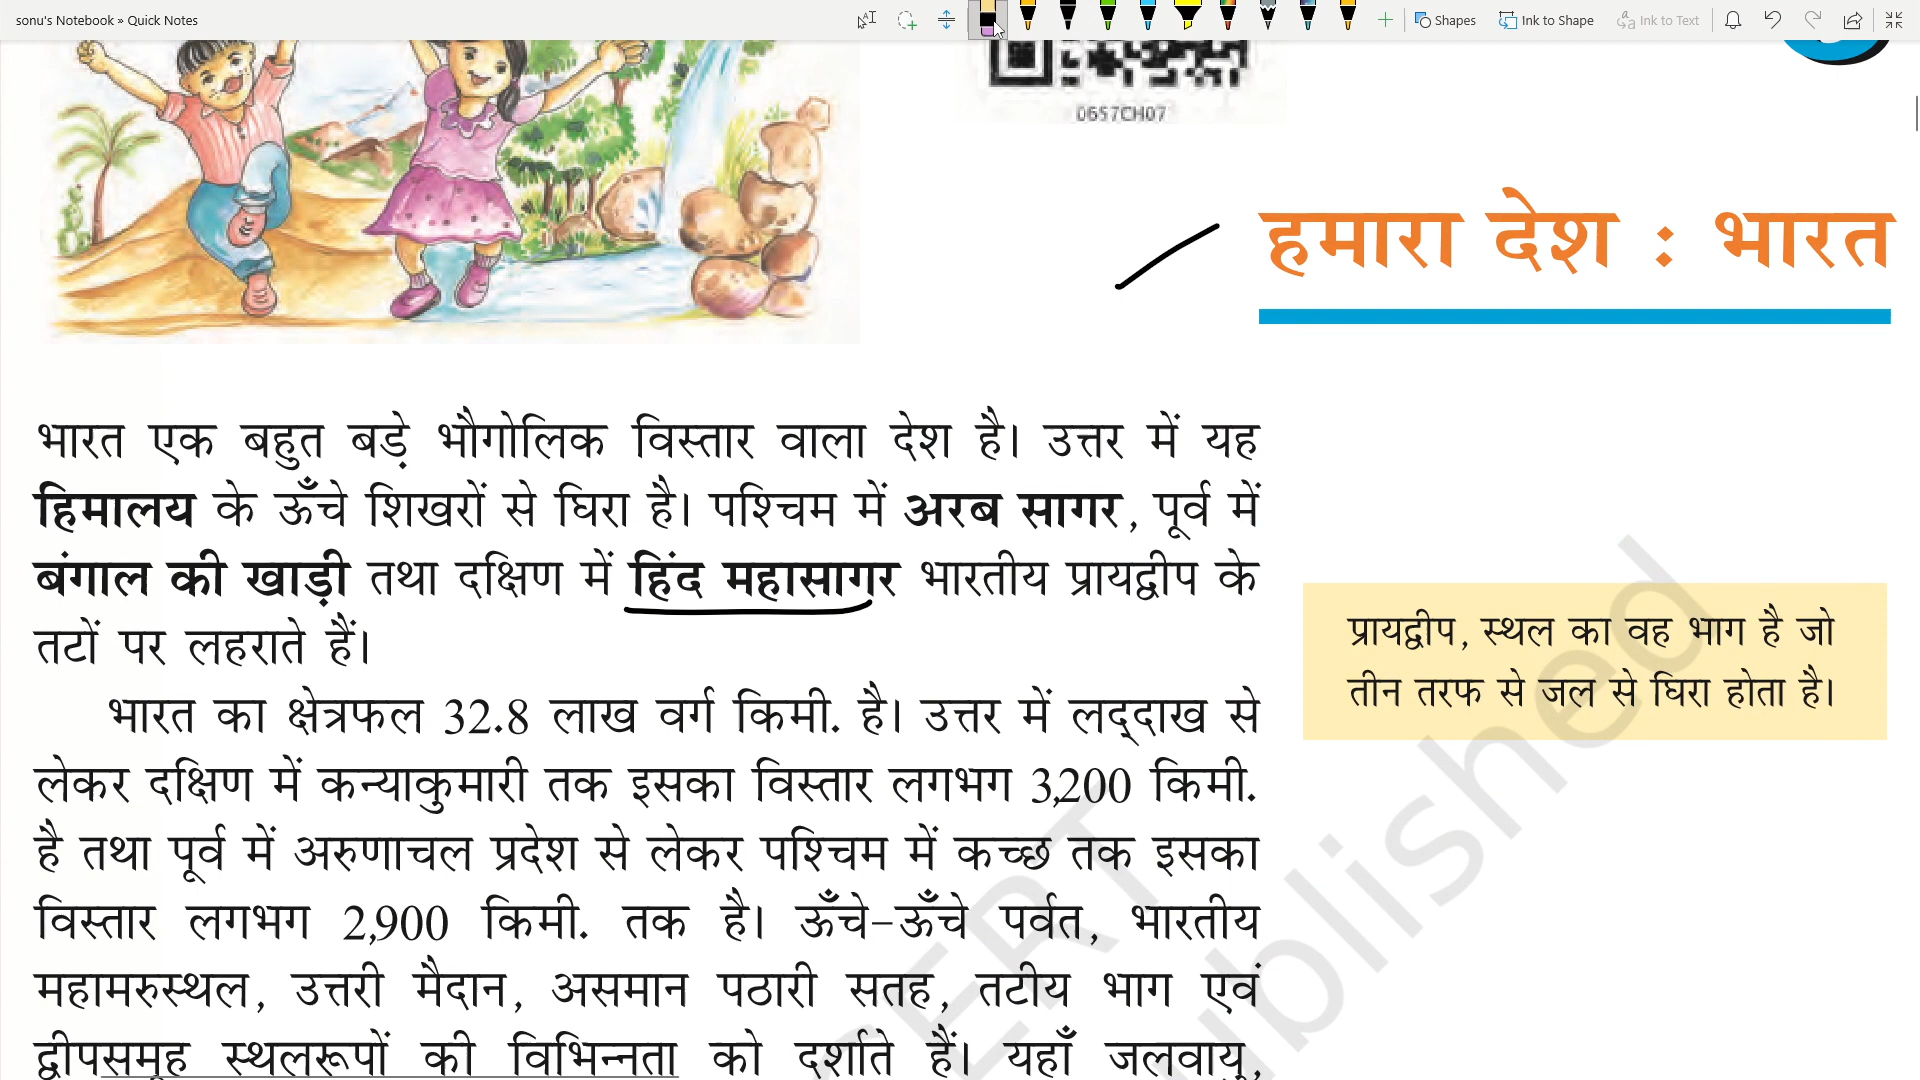 sonu's Notebook » Quick Notes
Shapes
Ink to Shape
Ink to Text
0657CH07
हमारा देश : भारत
भारत एक बहुत बड़े भौगोलिक विस्तार वाला देश है। उत्तर में यह
हिमालय के ऊँचे शिखरों से घिरा है। पश्चिम में अरब सागर, पूर्व में
बंगाल की खाड़ी तथा दक्षिण में हिंद महासागर भारतीय प्रायद्वीप के
तटों पर लहराते हैं।
भारत का क्षेत्रफल 32.8 लाख वर्ग किमी. है। उत्तर में लद्दाख से
लेकर दक्षिण में कन्याकुमारी तक इसका विस्तार लगभग 3,200 किमी.
है तथा पूर्व में अरुणाचल प्रदेश से लेकर पश्चिम में कच्छ तक इसका
विस्तार लगभग 2,900 किमी. तक है। ऊँचे-ऊँचे पर्वत, भारतीय
महामरुस्थल, उत्तरी मैदान, असमान पठारी सतह, तटीय भाग एवं
द्वीपसमूह स्थलरूपों की विभिन्नता को दर्शाते हैं। यहाँ जलवायु,
प्रायद्वीप, स्थल का वह भाग है जो
तीन तरफ से जल से घिरा होता है।